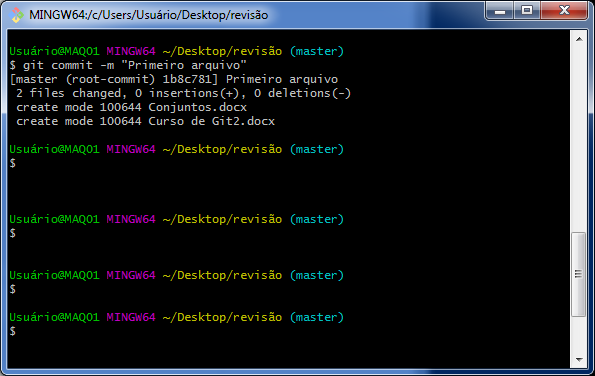 MINGW64:/c/Users/Usuário/Desktop/revisão
Usuário@MAQ01 MINGW64 ~/Desktop/revisão (master)
$ git commit -m "Primeiro arquivo"
[master (root-commit) 1b8c781] Primeiro arquivo
 2 files changed, 0 insertions(+), 0 deletions(-)
 create mode 100644 Conjuntos.docx
 create mode 100644 Curso de Git2.docx
Usuário@MAQ01 MINGW64 ~/Desktop/revisão (master)
$
Usuário@MAQ01 MINGW64 ~/Desktop/revisão (master)
$
Usuário@MAQ01 MINGW64 ~/Desktop/revisão (master)
$
Usuário@MAQ01 MINGW64 ~/Desktop/revisão (master)
$